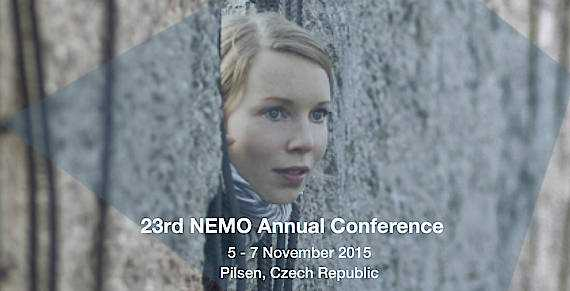 23rd NEMO Annual Conference
5 - 7 November 2015
Pilsen, Czech Republic